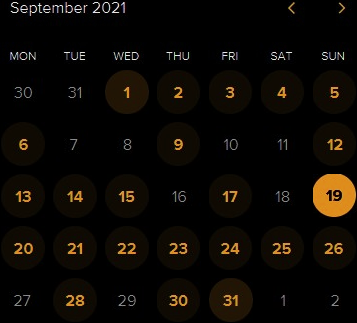 September 2021
MON TUE WED THU FRI SAT SUN
30 31 1 2 3 4 5
6 7 8 9 10 11 12
13 14 15 16 17 18 19
20 21 22 23 24 25 26
27 28 29 30 31 1 2